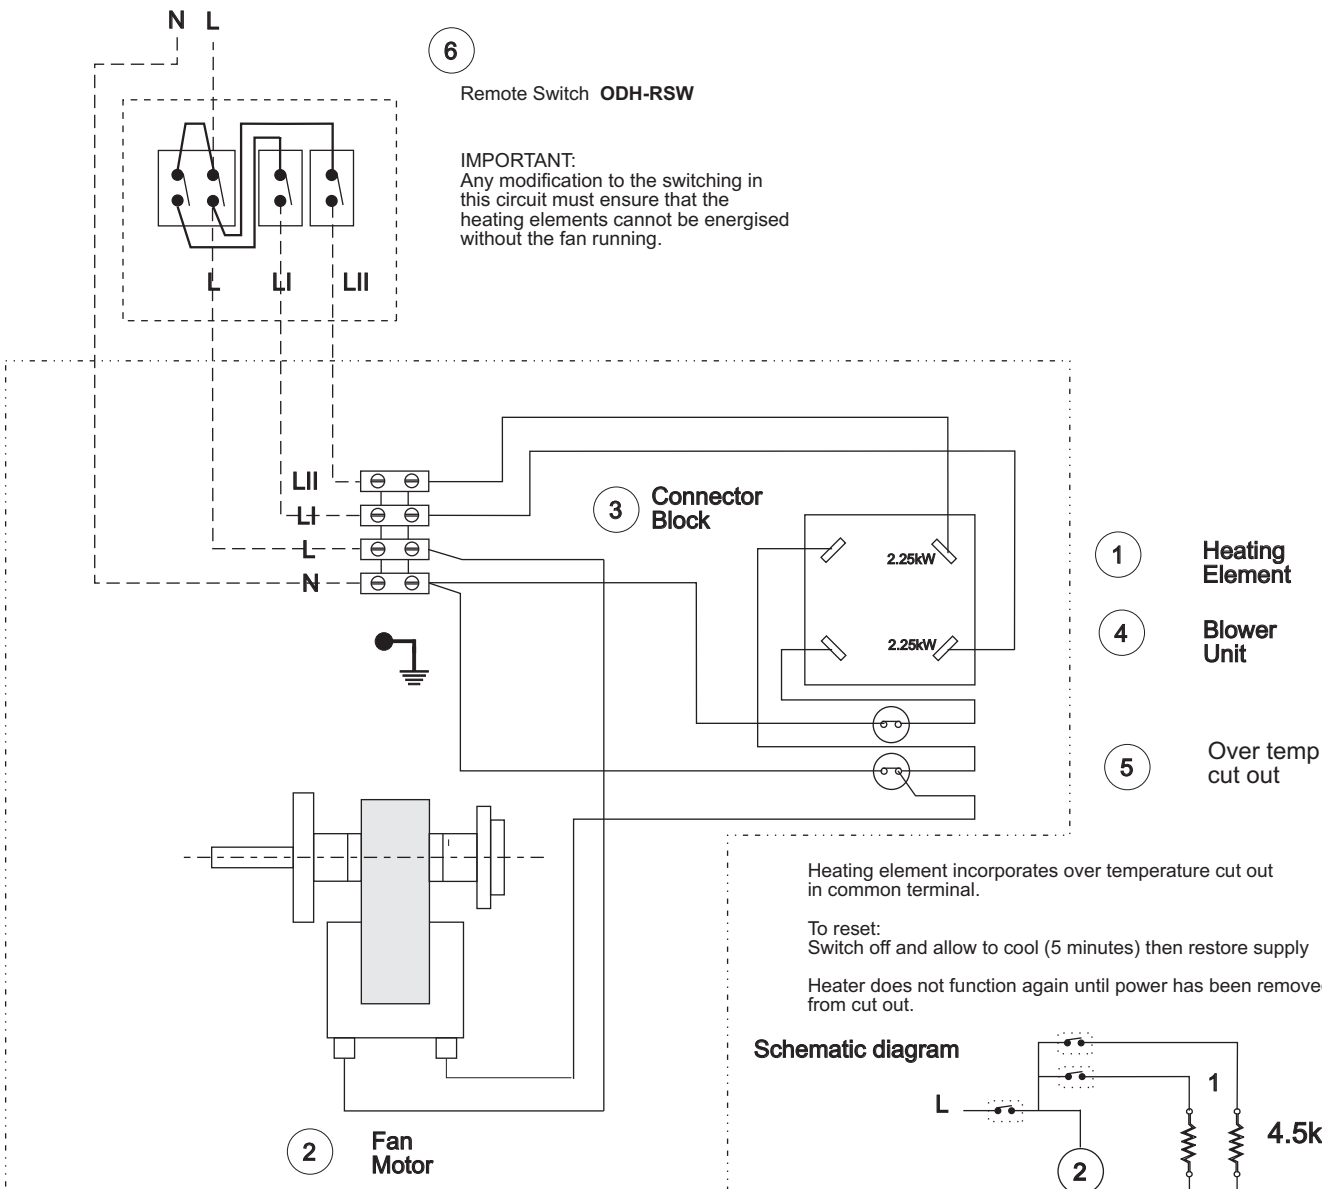 N L
6
Remote Switch ODH-RSW
IMPORTANT:
Any modification to the switching in
this circuit must ensure that the
heating elements cannot be energised
without the fan running.
L LI LII
LII
LI
L
N
3 Connector
Block
2.25kW
2.25kW
1 Heating
Element
4 Blower
Unit
5 Over temp
cut out
Heating element incorporates over temperature cut out
in common terminal.
To reset:
Switch off and allow to cool (5 minutes) then restore supply
Heater does not function again until power has been remove
from cut out.
Schematic diagram
1
L
4.5k
2
2 Fan
Motor